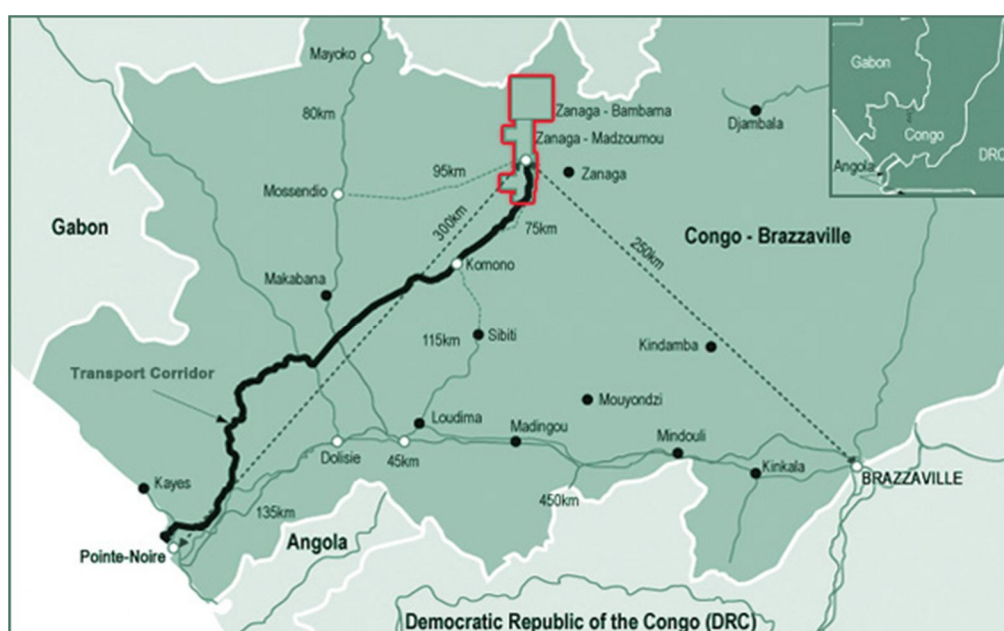 Mayoko
Gabon
Congo
DRC
Angola
80km
Zanaga - Bambama
Djambala
Zanaga - Madzoumou
95km
Zanaga
Mossendjo
Gabon
300km
75km
Congo - Brazzaville
250km
Komono
Makabana
115km
Sibiti
Kindamba
Transport Corridor
Mouyondzi
Loudima
Madingou
Mindouli
Dolisie
45km
Kinkala
Kayes
450km
BRAZZAVILLE
135km
Angola
Pointe-Noire
Democratic Republic of the Congo (DRC)